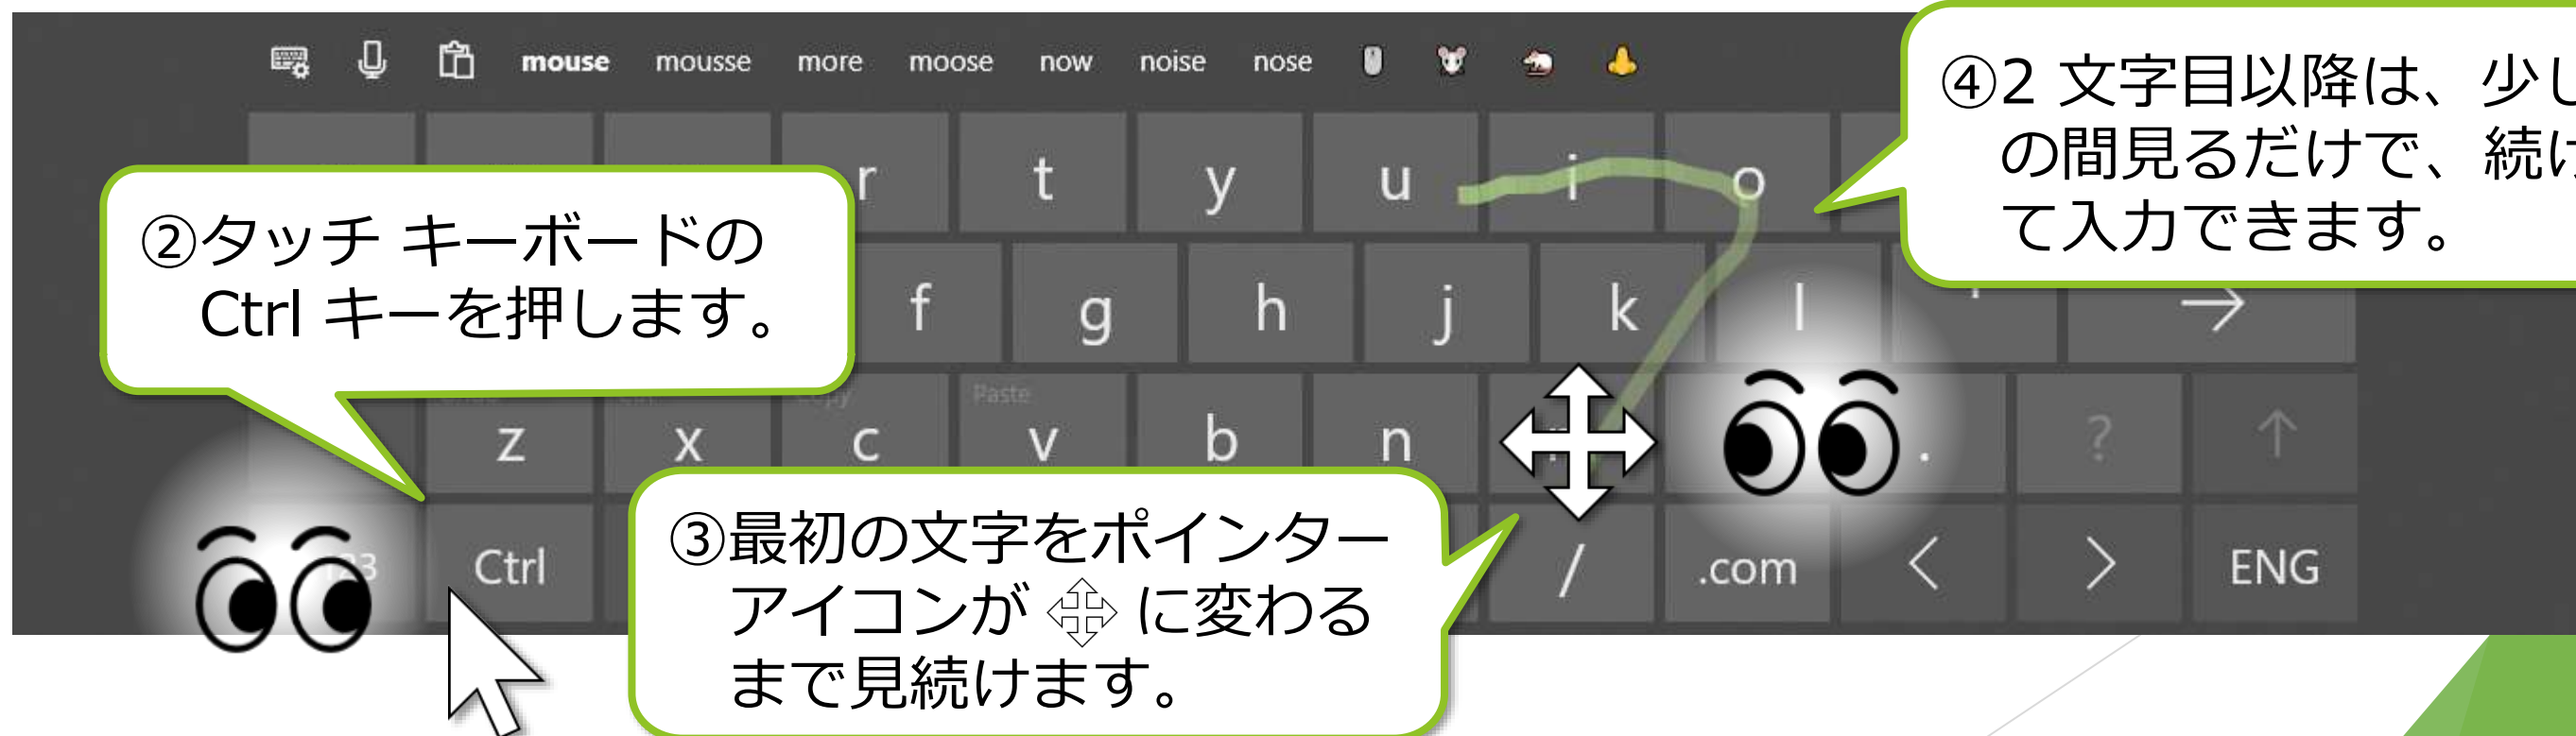 mouse mousse more moose now noise nose
④2 文字目以降は、少し
の間見るだけで、続け
て入力できます。
r t y u i o
②タッチ キーボードの
Ctrl キーを押します。
f g h j k l '
Paste
z x c v b n . ?
③最初の文字をポインター
アイコンが に変わる
まで見続けます。
Ctrl / .com < > ENG